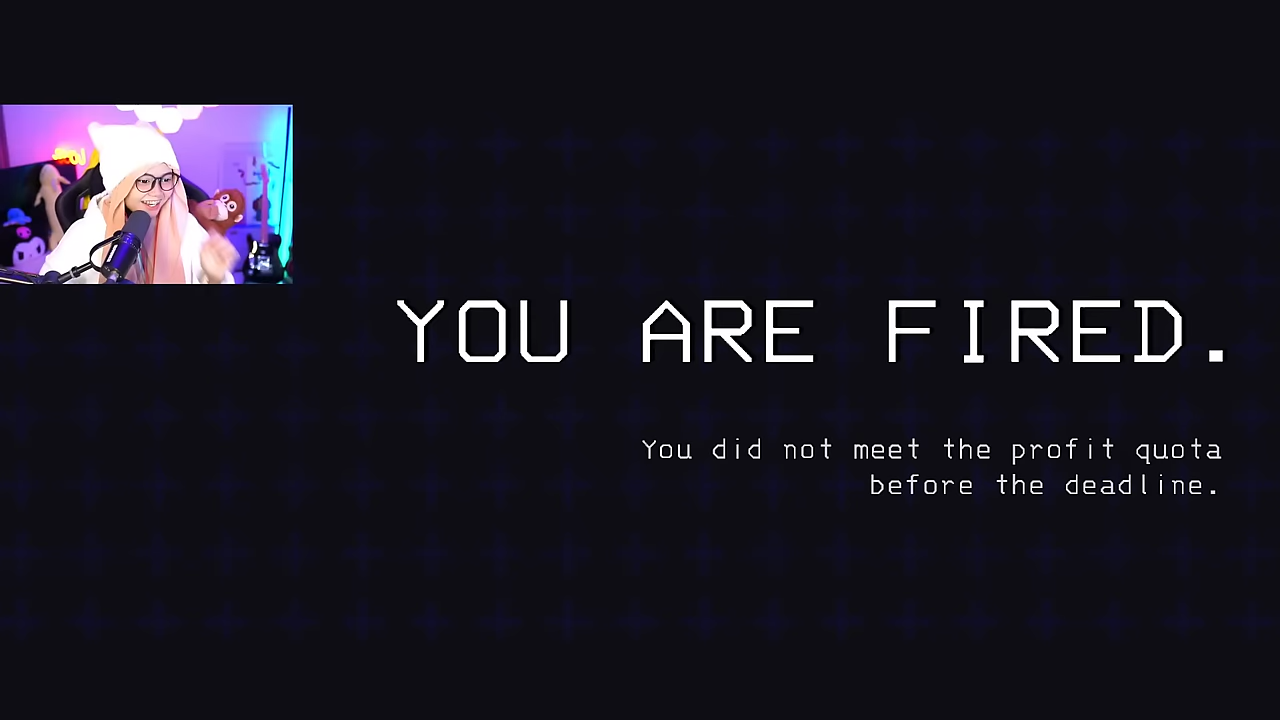 YOU ARE FIRED.
You did not meet the profit quota
before the deadline.